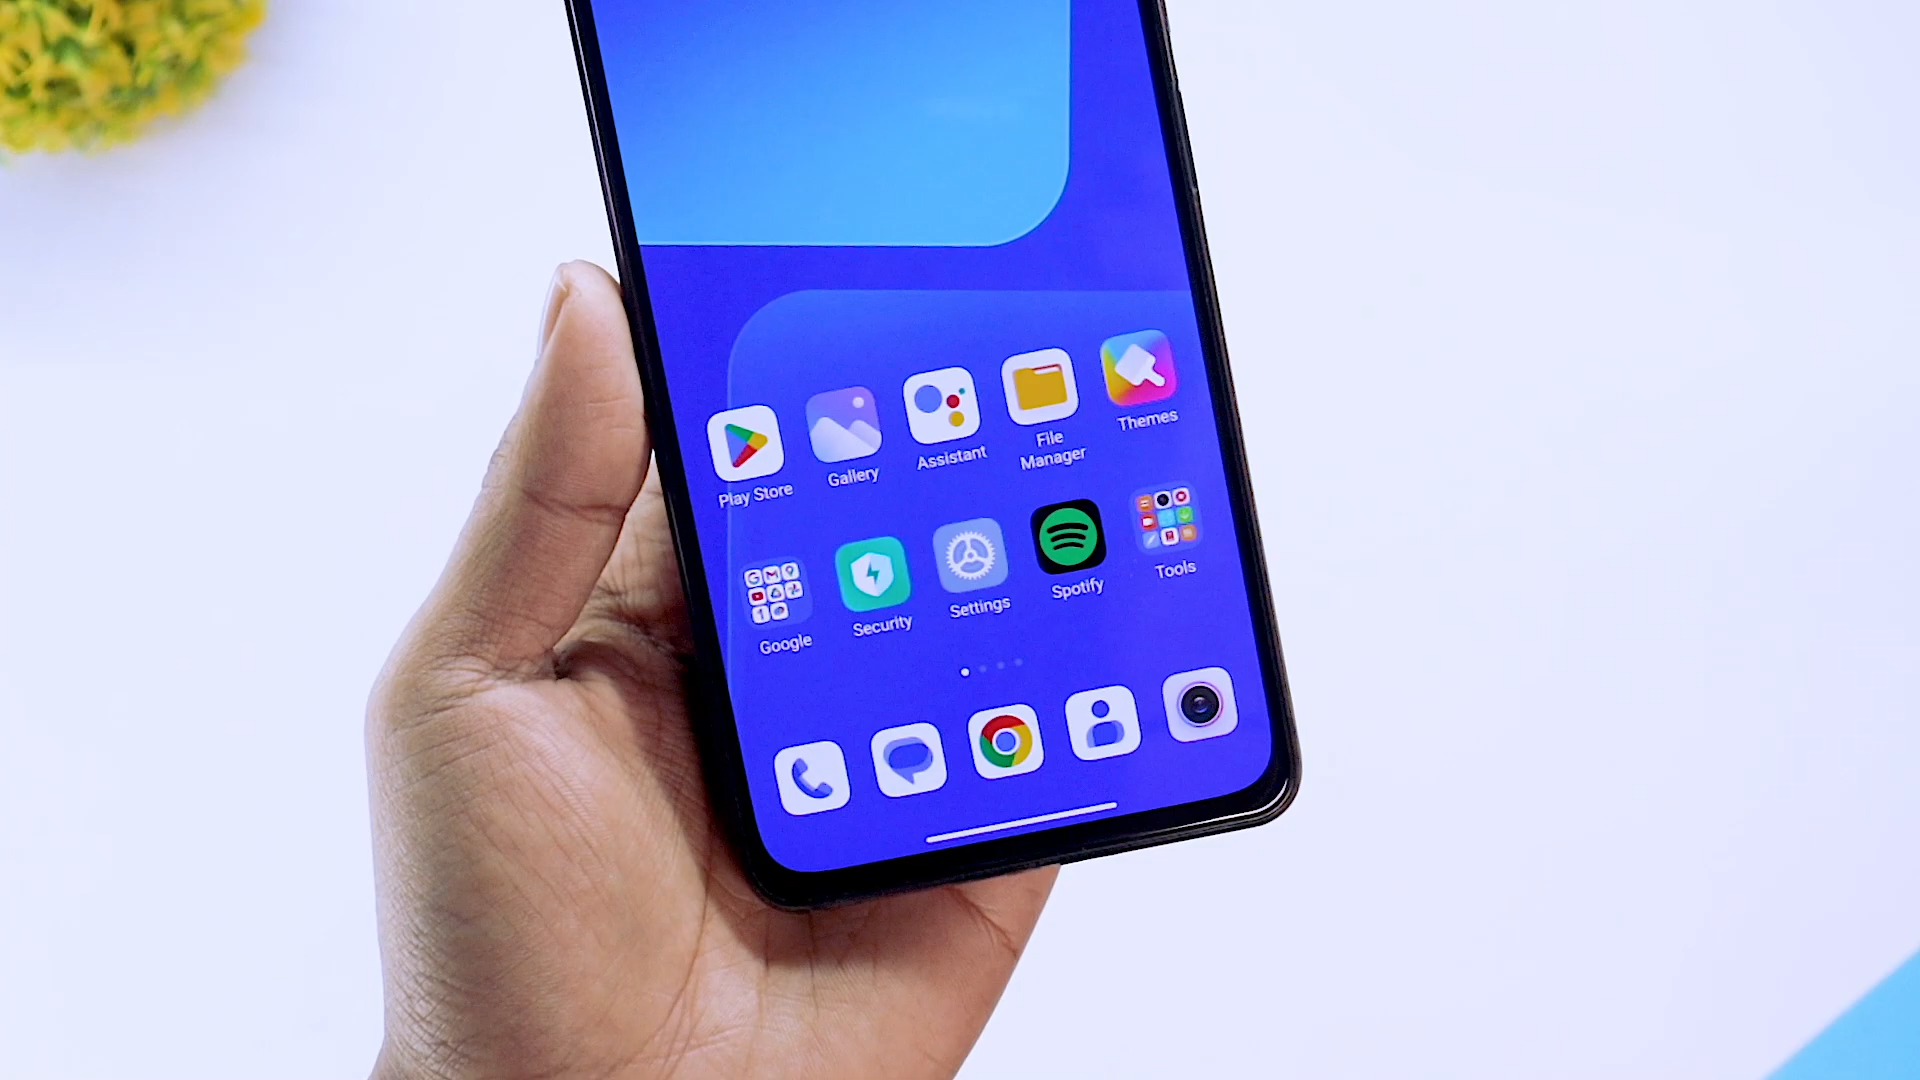 Play Store
Gallery
Assistant
File
Manager
Themes
Google
Security
Settings
Spotify
Tools